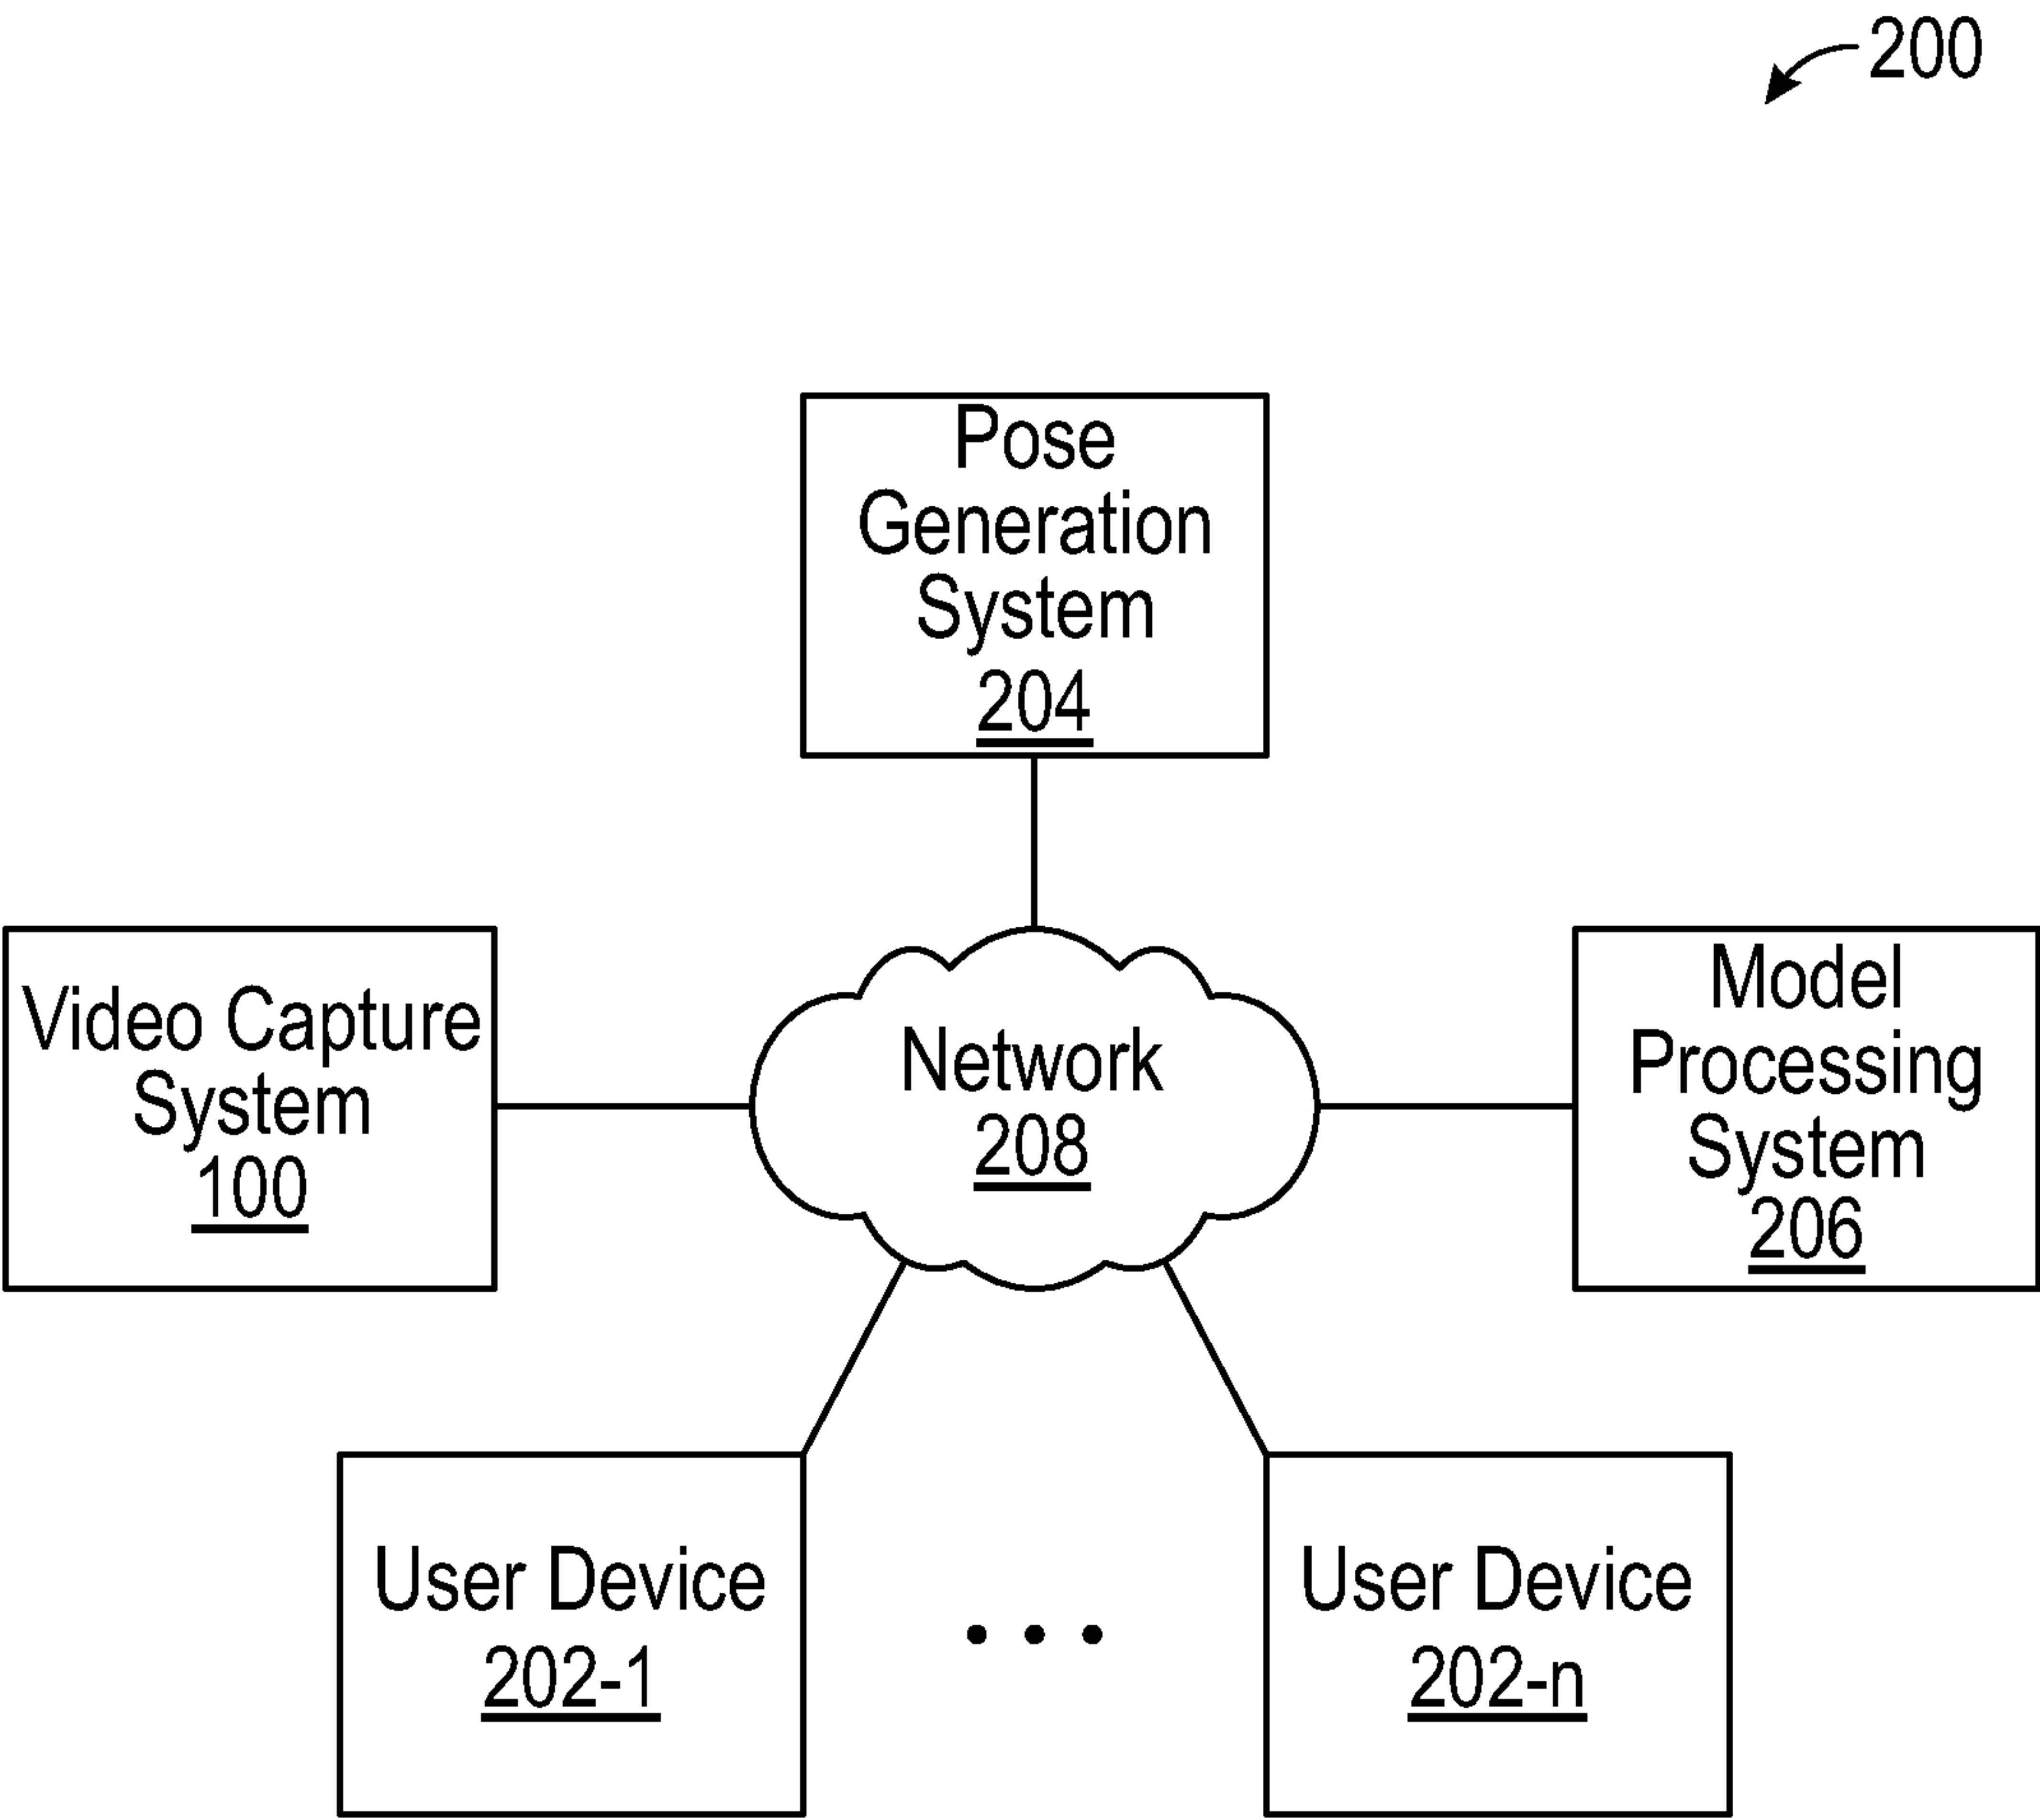 200
Pose
Generation
System
204
Video Capture
System
100
Network
208
Model
Processing
System
206
User Device
202-1
User Device
202-n